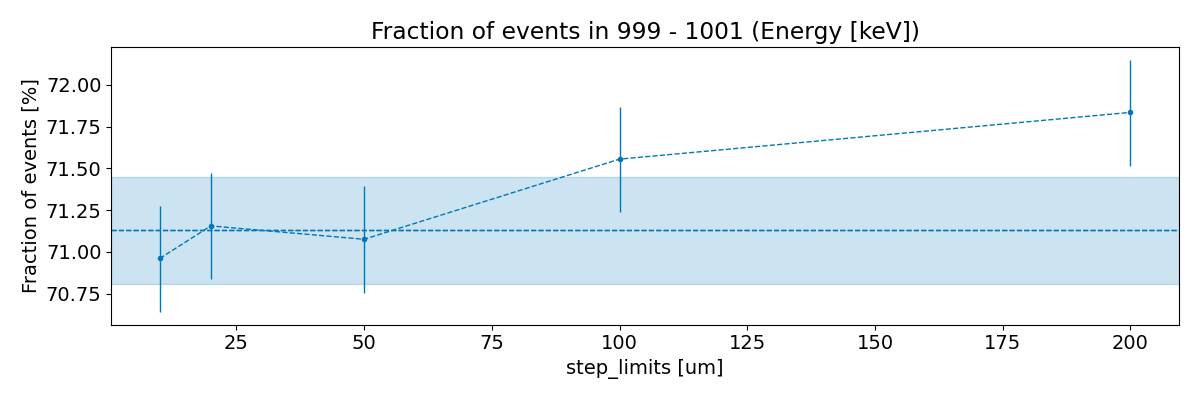 Fraction of events in 999 - 1001 (Energy [keV])
Fraction of events [%]
72.00
71.75
71.50
71.25
71.00
70.75
25 50 75 100 125 150 175 200
step_limits [um]